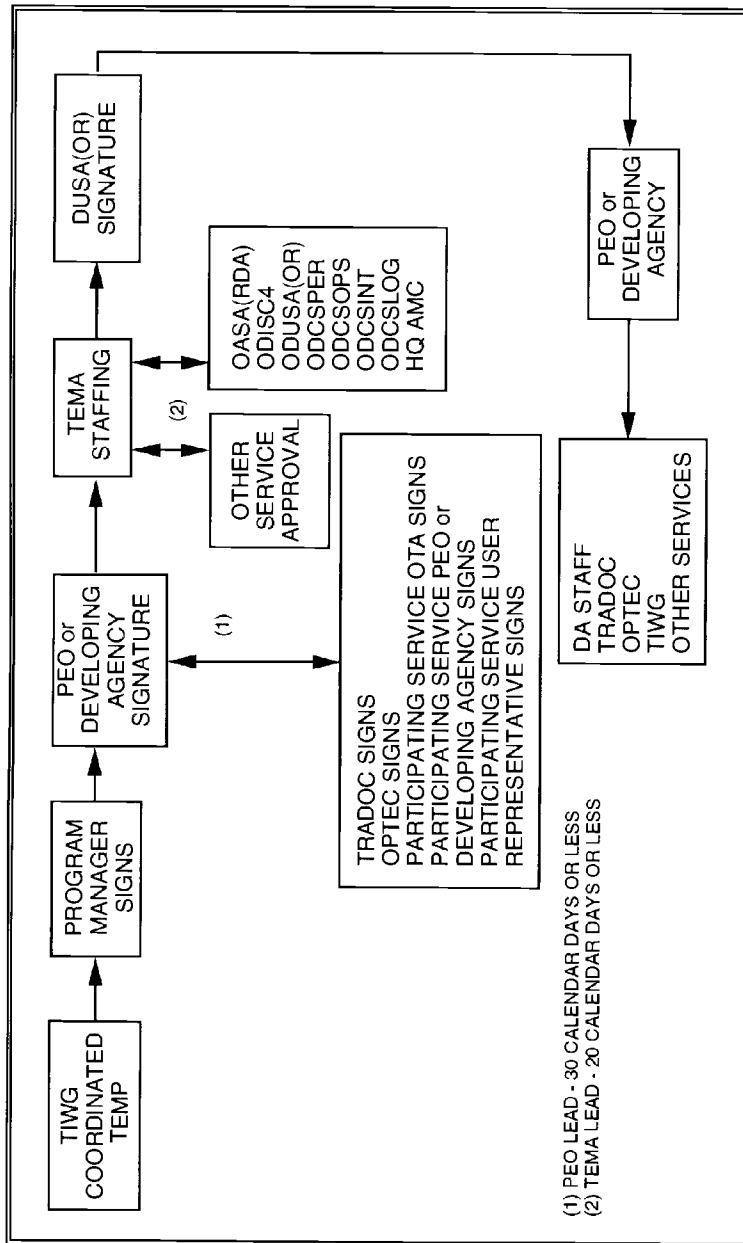 TIWG
COORDINATED
TEMP
PROGRAM
MANAGER
SIGNS
PEO or
DEVELOPING
AGENCY
SIGNATURE
TEMA
STAFFING
DUSA(OR)
SIGNATURE
(1)
(2)
OTHER
SERVICE
APPROVAL
OASA(RDA)
ODISC4
ODUSA(OR)
ODCSPER
ODCSOPS
ODCSINT
ODCSLOG
HQ AMC
TRADOC SIGNS
OPTEC SIGNS
PARTICIPATING SERVICE OTA SIGNS
PARTICIPATING SERVICE PEO or
DEVELOPING AGENCY SIGNS
PARTICIPATING SERVICE USER
REPRESENTATIVE SIGNS
PEO or
DEVELOPING
AGENCY
DA STAFF
TRADOC
OPTEC
TIWG
OTHER SERVICES
(1) PEO LEAD - 30 CALENDAR DAYS OR LESS
(2) TEMA LEAD - 20 CALENDAR DAYS OR LESS